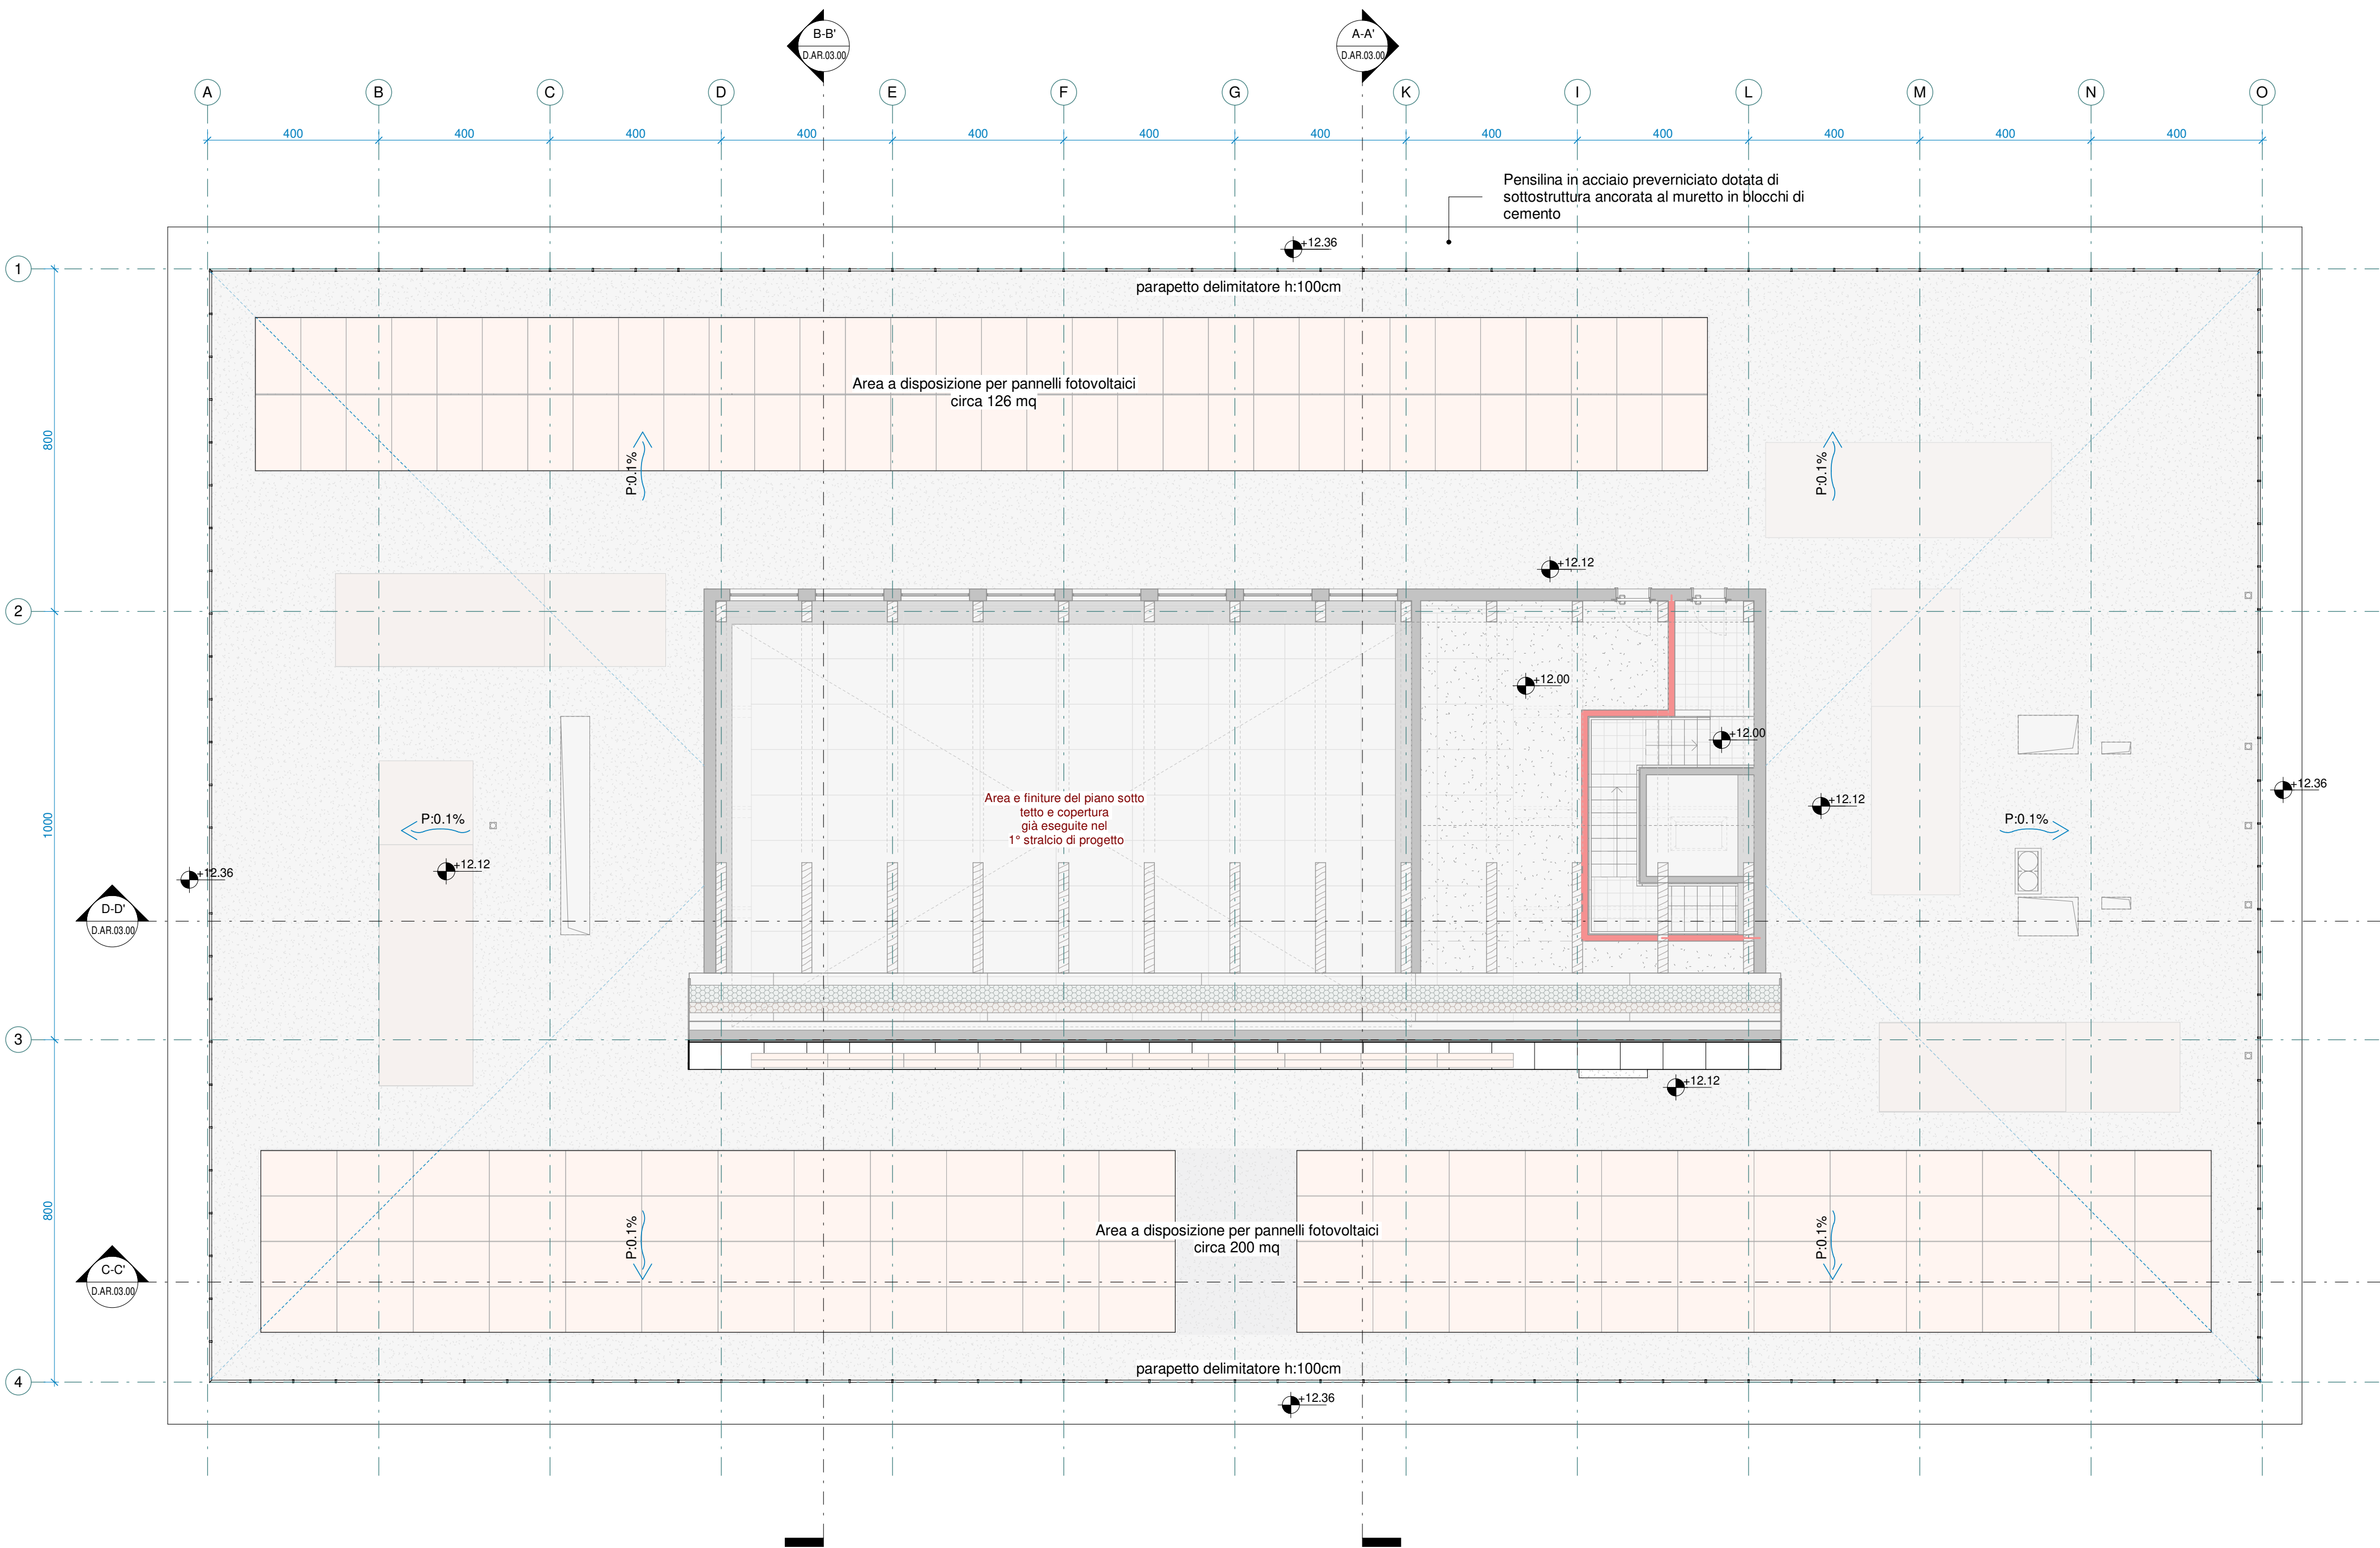 B-B'
D.AR.03.00
A-A'
D.AR.03.00
A
B
C
D
E
F
G
K
I
L
M
N
O
400
400
400
400
400
400
400
400
400
400
400
400
Pensilina in acciaio preverniciato dotata di
sottostruttura ancorata al muretto in blocchi di
cemento
+12.36
1
parapetto delimitatore h:100cm
Area a disposizione per pannelli fotovoltaici
circa 126 mq
800
P:0.1%
P:0.1%
+12.12
2
+12.00
+12.00
Area e finiture del piano sotto
tetto e copertura
già eseguite nel
1° stralcio di progetto
1000
P:0.1%
+12.12
+12.36
+12.12
P:0.1%
+12.36
D-D'
D.AR.03.00
3
+12.12
800
P:0.1%
Area a disposizione per pannelli fotovoltaici
circa 200 mq
P:0.1%
C-C'
D.AR.03.00
parapetto delimitatore h:100cm
4
+12.36